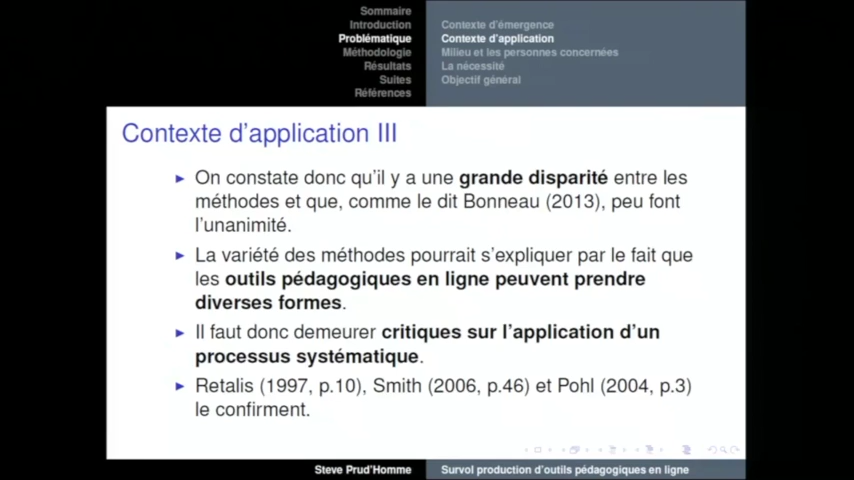 Sommaire
Introduction
Problématique
Méthodologie
Résultats
Suites
Références
Contexte d'émergence
Contexte d'application
Milieu et les personnes concernées
La nécessité
Objectif général
Contexte d'application III
On constate donc qu'il y a une grande disparité entre les
méthodes et que, comme le dit Bonneau (2013), peu font
l'unanimité.
La variété des méthodes pourrait s'expliquer par le fait que
les outils pédagogiques en ligne peuvent prendre
diverses formes.
Il faut donc demeurer critiques sur l'application d'un
processus systématique.
Retalis (1997, p.10), Smith (2006, p.46) et Pohl (2004, p.3)
le confirment.
Steve Prud'Homme
Survol production d'outils pédagogiques en ligne